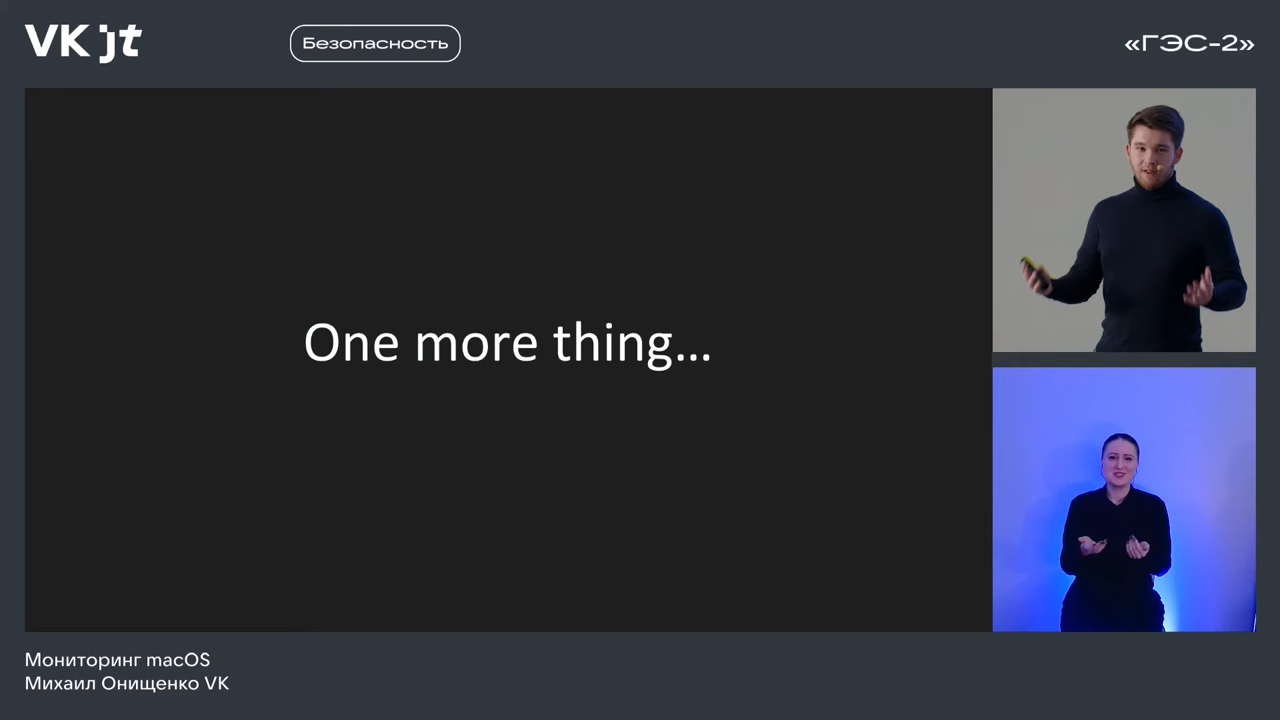 VK jt
Безопасность
«ГЭС-2»
One more thing...
Мониторинг macOS
Михаил Онищенко VK